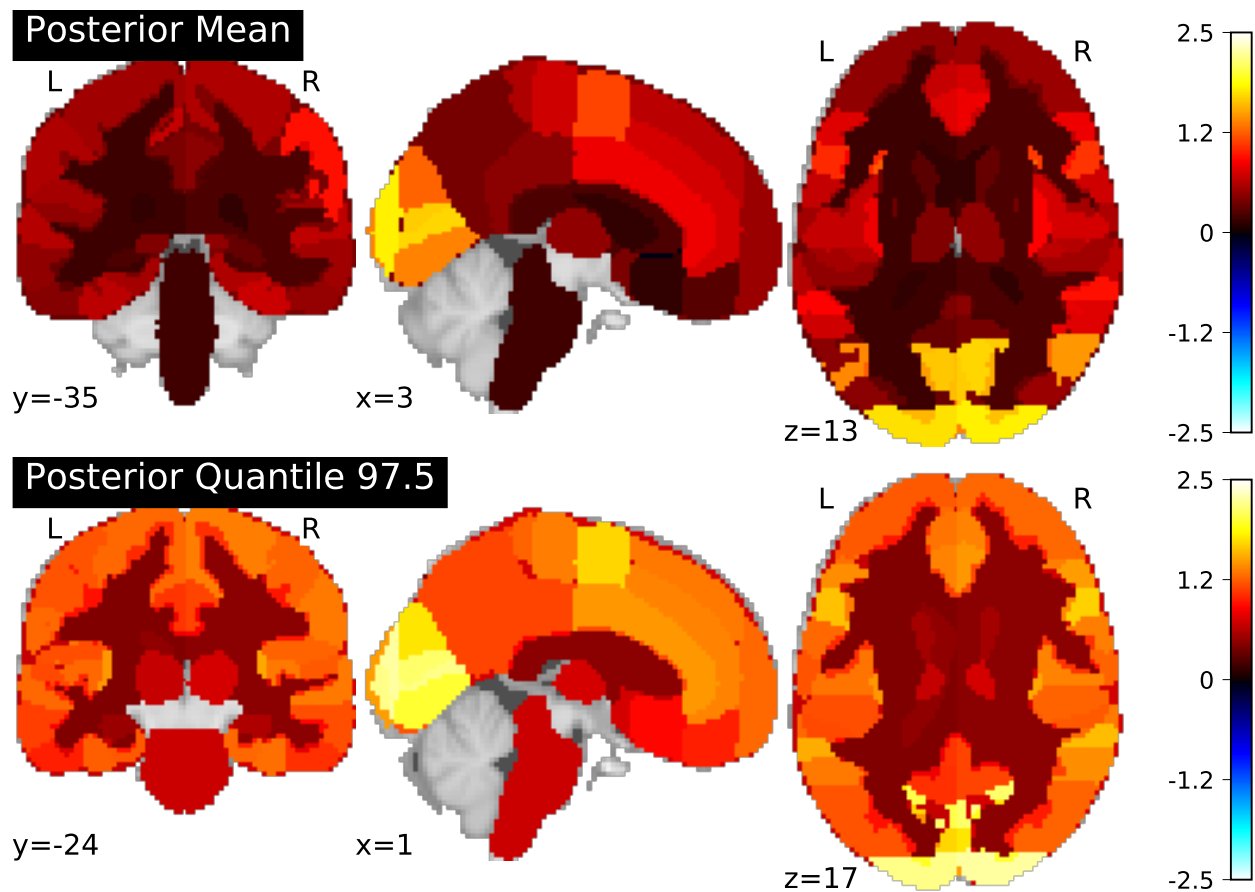 Posterior Mean
L R L R
2.5
1.2
0
-1.2
-2.5
y=-35 x=3 z=13
Posterior Quantile 97.5
L R L R
2.5
1.2
0
-1.2
-2.5
y=-24 x=1 z=17